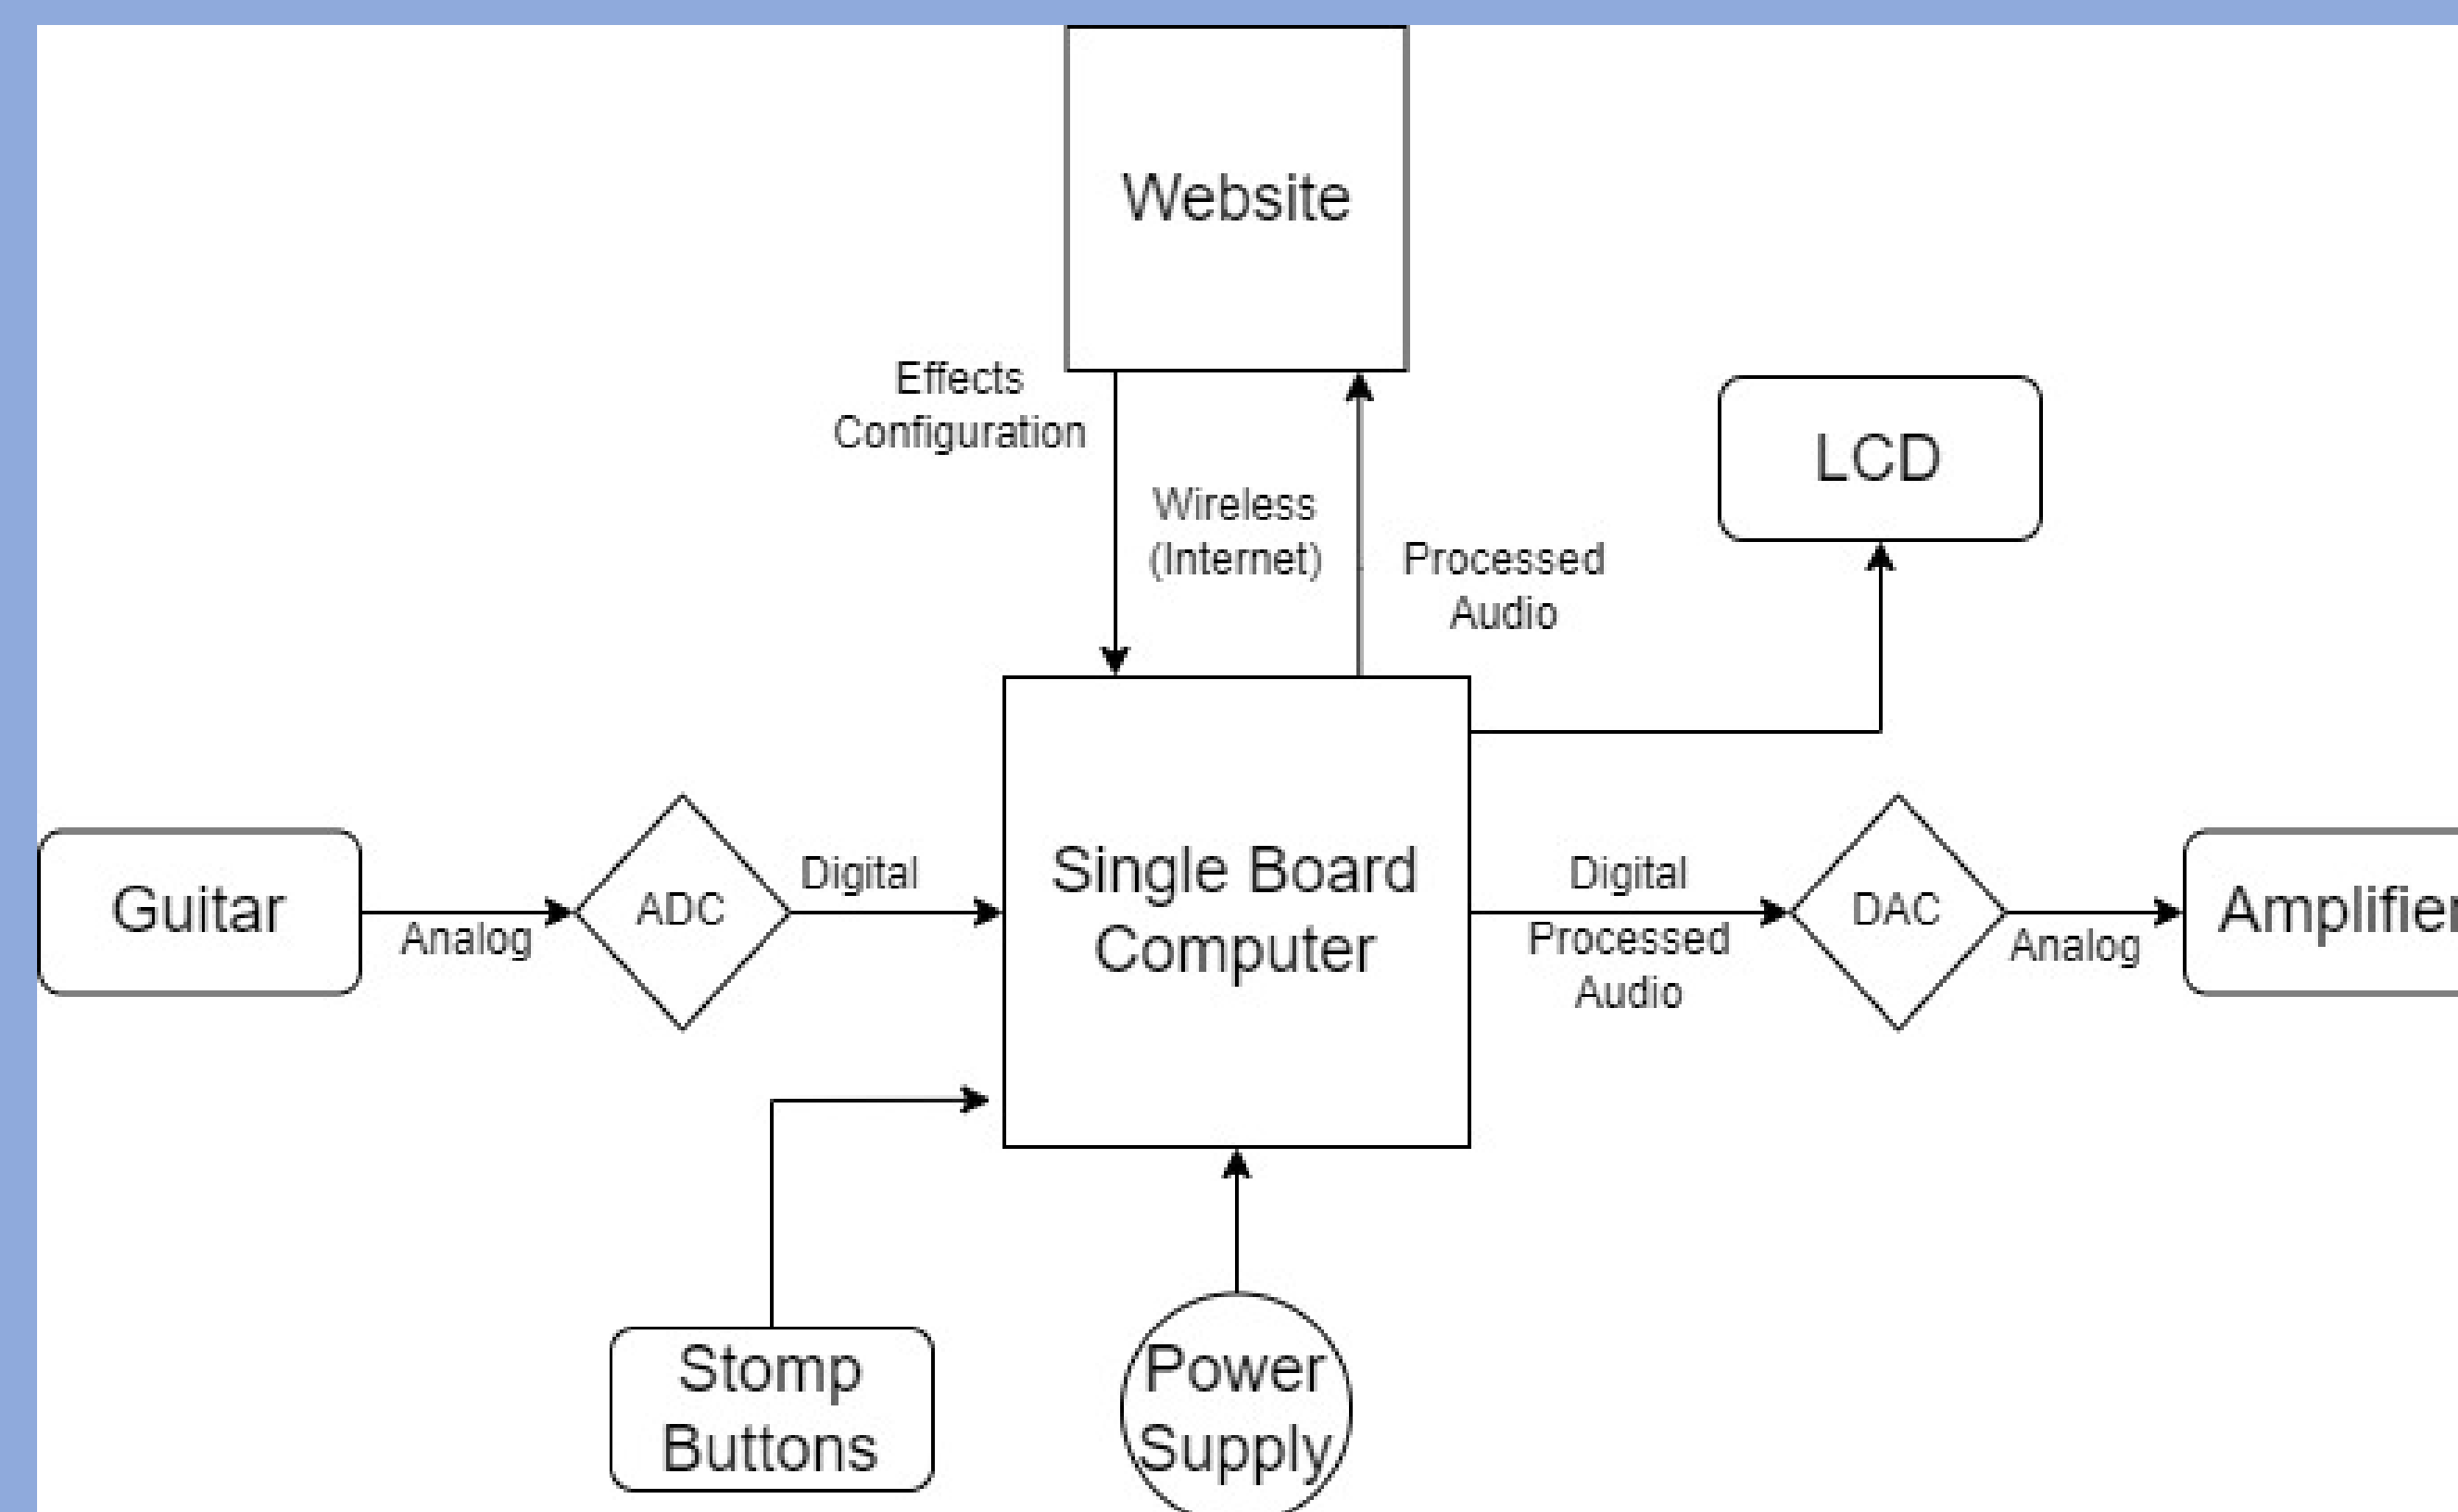 Website
Effects
Configuration
Wireless
(Internet)
Processed
Audio
LCD
Guitar
Analog
ADC
Digital
Single Board
Computer
Digital
Processed
Audio
DAC
Analog
Amplifier
Stomp
Buttons
Power
Supply